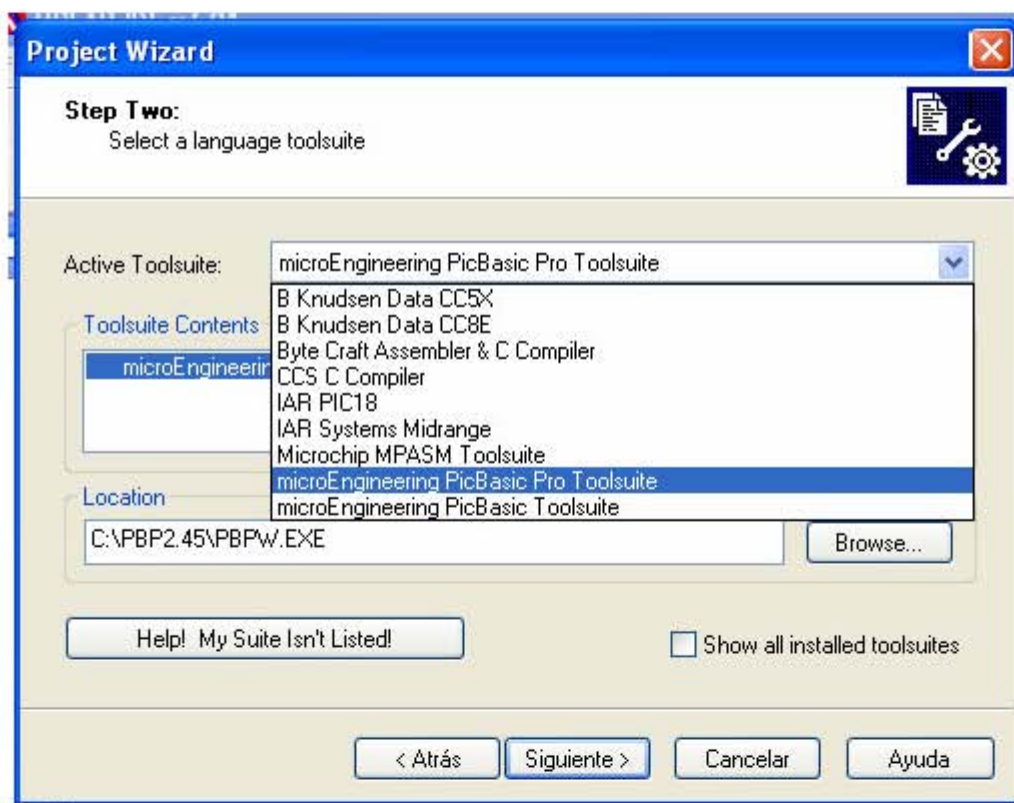 Project Wizard
Step Two:
Select a language toolsuite
Active Toolsuite:
microEngineering PicBasic Pro Toolsuite
B Knudsen Data CC5X
B Knudsen Data CC8E
Byte Craft Assembler & C Compiler
CCS C Compiler
IAR PIC18
IAR Systems Midrange
Microchip MPASM Toolsuite
microEngineering PicBasic Pro Toolsuite
microEngineering PicBasic Toolsuite
Toolsuite Contents
Location
C:\PBP2.45\PBPW.EXE
Browse...
Help! My Suite Isn't Listed!
Show all installed toolsuites
< Atrás
Siguiente >
Cancelar
Ayuda